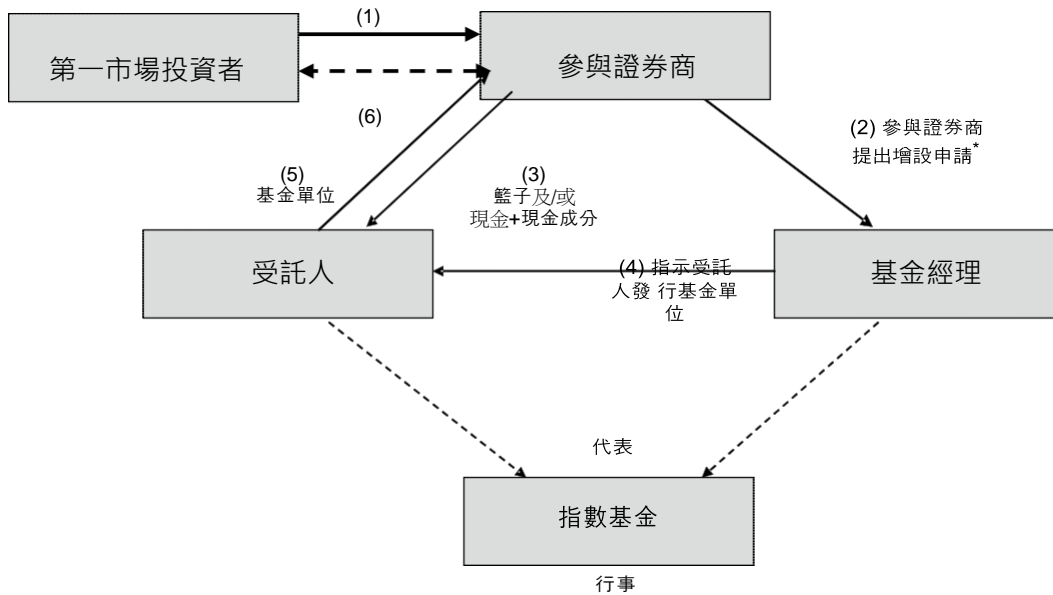 (1)
第一市場投資者
參與證券商
(6)
(2) 參與證券商
提出增設申請*
(5)
基金單位
(3)
籃子及/或
現金+現金成分
受託人
(4) 指示受託
人發 行基金單
位
基金經理
代表
指數基金
行事